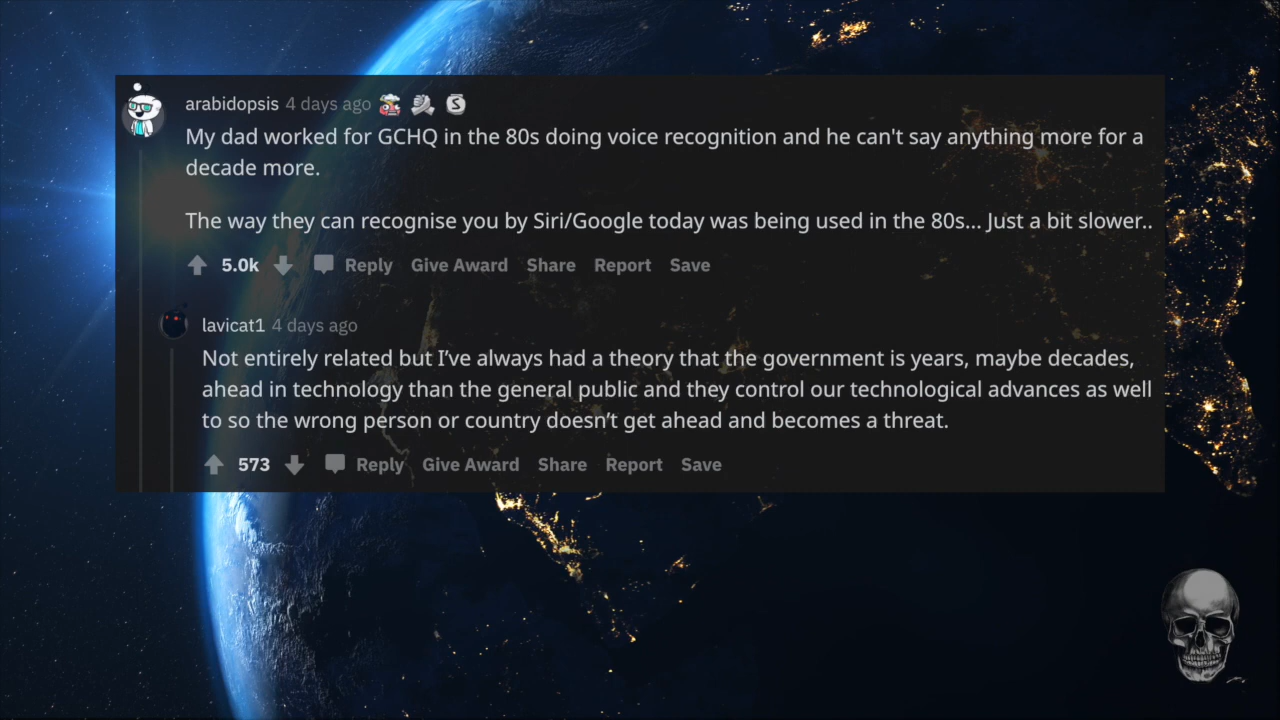 arabidopsis 4 days ago
My dad worked for GCHQ in the 80s doing voice recognition and he can't say anything more for a
decade more.
The way they can recognise you by Siri/Google today was being used in the 80s... Just a bit slower..
5.0k Reply Give Award Share Report Save
lavicat1 4 days ago
Not entirely related but I’ve always had a theory that the government is years, maybe decades,
ahead in technology than the general public and they control our technological advances as well
to so the wrong person or country doesn’t get ahead and becomes a threat.
573 Reply Give Award Share Report Save